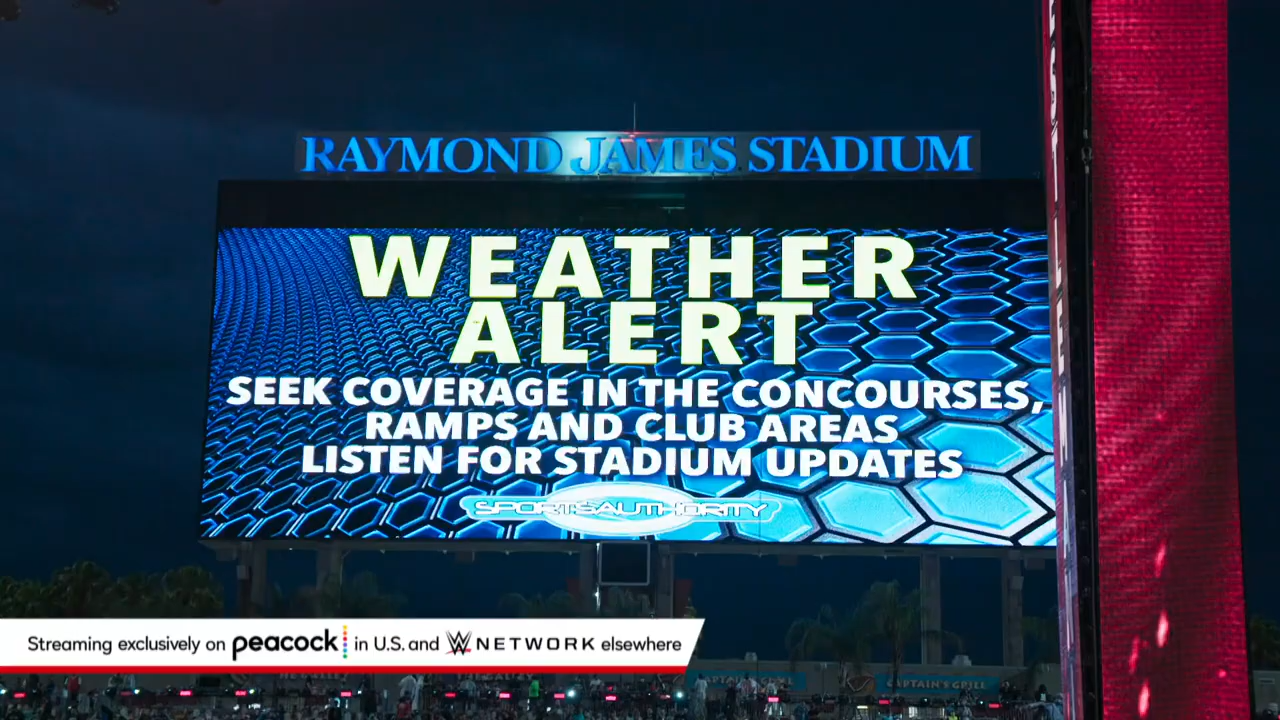 RAYMOND JAMES STADIUM
WEATHER
ALERT
SEEK COVERAGE IN THE CONCOURSES,
RAMPS AND CLUB AREAS
LISTEN FOR STADIUM UPDATES
SPORTSAUTHORITY
Streaming exclusively on peacock in U.S. and W NETWORK elsewhere
CAPTAIN'S GRILL